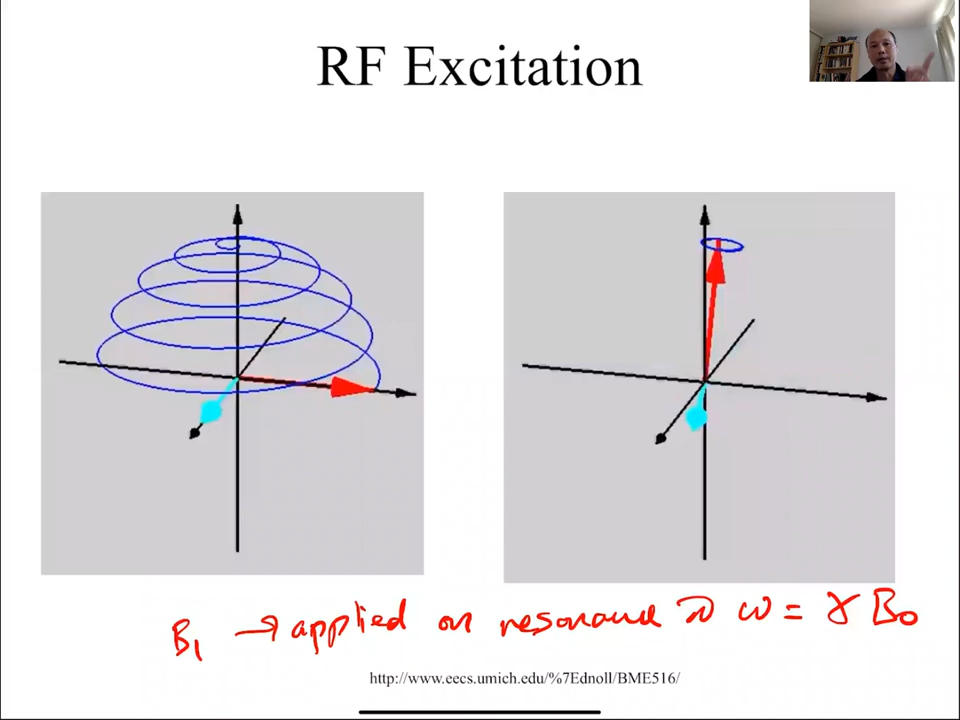 RF Excitation
B₁ → applied on resonance ω = γ B₀
http://www.eecs.umich.edu/%7Ednoll/BME516/